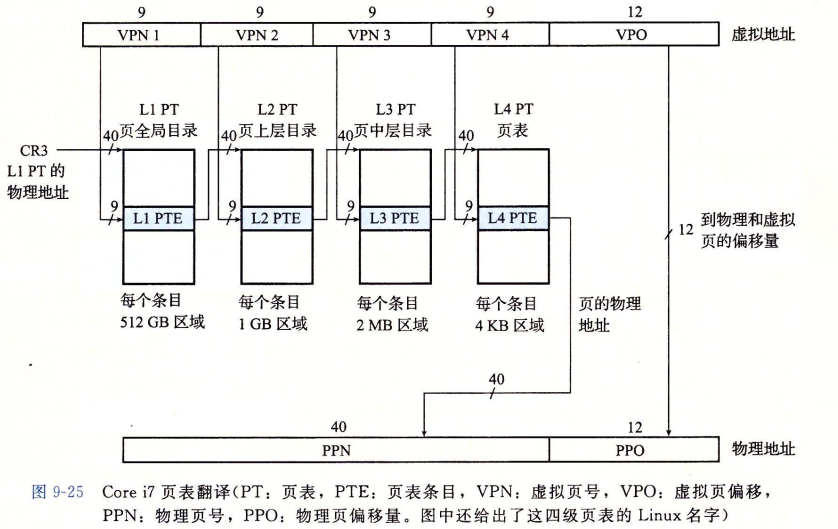 9 9 9 9 12
VPN 1 VPN 2 VPN 3 VPN 4 VPO 虚拟地址
L1 PT L2 PT L3 PT L4 PT
页全局目录 页上层目录 页中层目录 页表
40 40 40 40
CR3
L1 PT 的
物理地址
9 9 9 9
L1 PTE L2 PTE L3 PTE L4 PTE
12 到物理和虚拟
页的偏移量
每个条目 每个条目 每个条目 每个条目 页的物理
512 GB 区域 1 GB 区域 2 MB 区域 4 KB 区域 地址
40
40 12
PPN PPO 物理地址
图 9-25 Core i7 页表翻译(PT：页表，PTE：页表条目，VPN：虚拟页号，VPO：虚拟页偏移，
PPN：物理页号，PPO：物理页偏移量。图中还给出了这四级页表的 Linux 名字)